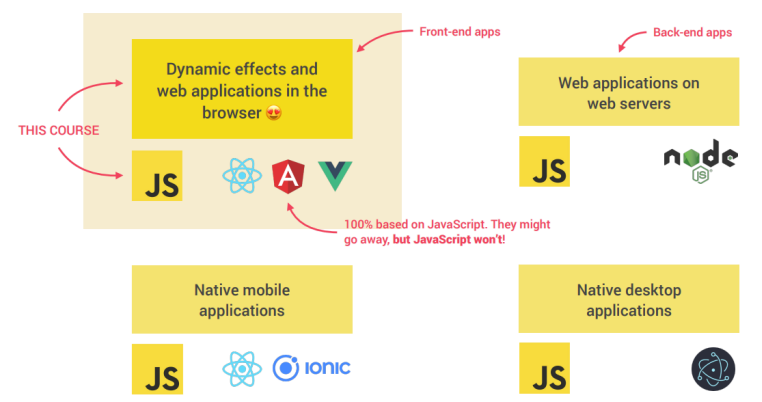 Front-end apps
Dynamic effects and
web applications in the
browser 😍
THIS COURSE
JS
A
100% based on JavaScript. They might
go away, but JavaScript won't!
Back-end apps
Web applications on
web servers
JS
node
JS
Native mobile
applications
JS
IONIC
Native desktop
applications
JS